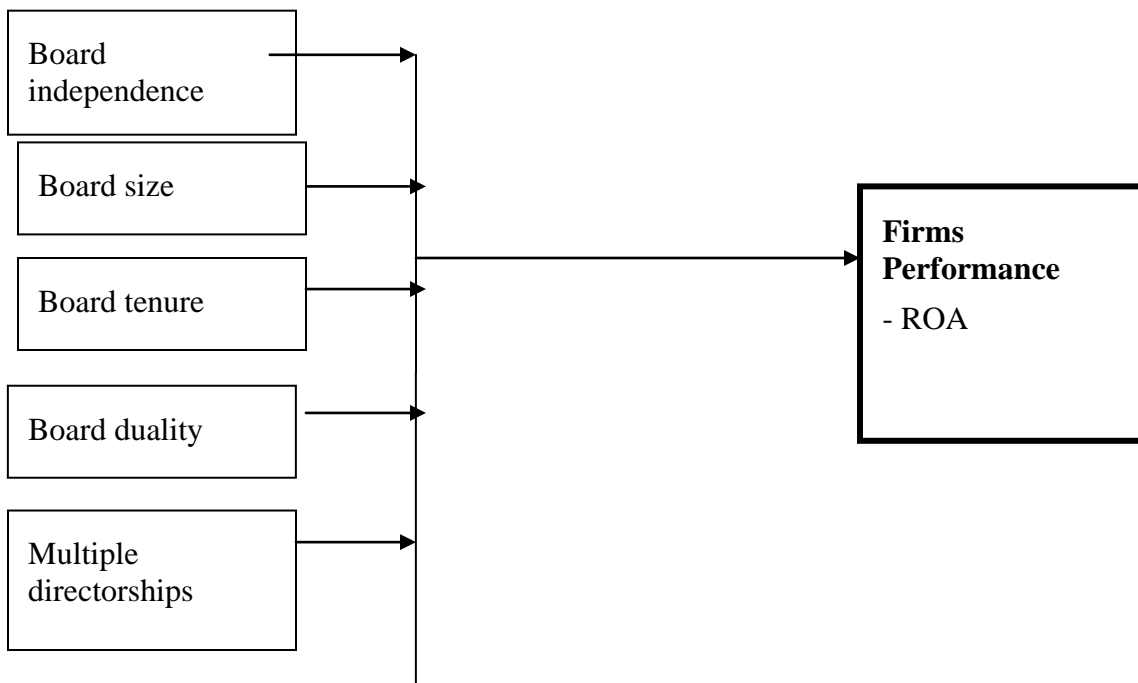 Board
independence
Board size
Board tenure
Board duality
Multiple
directorships
Firms
Performance
- ROA